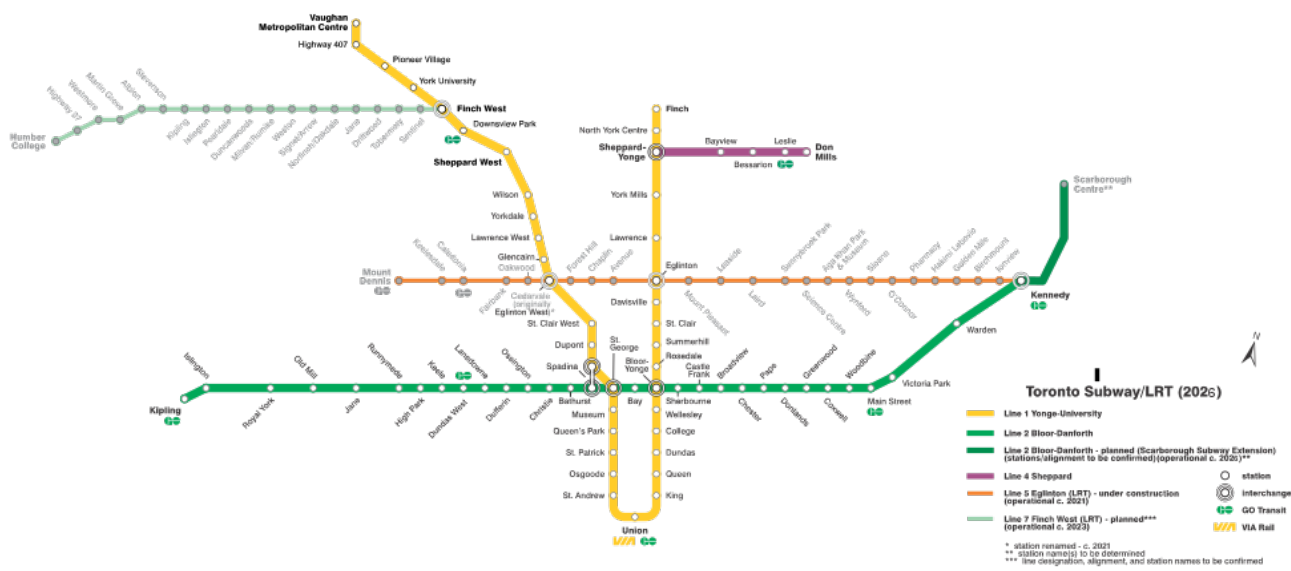 Vaughan
Metropolitan Centre
Highway 407
Pioneer Village
York University
Finch West
Downsview Park
Sheppard West
Wilson
Yorkdale
Lawrence West
Glencairn
Oakwood
Cedarvale
(originally
Eglinton West)*
St. Clair West
Dupont
Spadina
St.
George
Museum
Queen's Park
St. Patrick
Osgoode
St. Andrew
Union
King
Queen
Dundas
College
Wellesley
Bloor-
Yonge
Rosedale
Summerhill
St. Clair
Davisville
Eglinton
Lawrence
York Mills
Sheppard-
Yonge
North York Centre
Finch
Bayview
Bessarion
Leslie
Don
Mills
Humber
College
Highway 27
Westmore
Martin Grove
Albion
Stevenson
Kipling
Islington
Pearldale
Duncanwoods
Milvan/Rumike
Weston
Signet/Arrow
Norfinch/Oakdale
Jane
Driftwood
Tobermory
Sentinel
Mount
Dennis
Keelesdale
Caledonia
Fairbank
Forest Hill
Chaplin
Avenue
Mount Pleasant
Leaside
Laird
Sunnybrook Park
Science Centre
Aga Khan Park
& Museum
Wynford
Sloane
O'Connor
Pharmacy
Hakimi Lebovic
Golden Mile
Birchmount
Ionview
Kennedy
Scarborough
Centre**
Kipling
Islington
Royal York
Old Mill
Jane
Runnymede
High Park
Keele
Dundas West
Lansdowne
Dufferin
Ossington
Christie
Bathurst
Bay
Sherbourne
Castle
Frank
Broadview
Chester
Pape
Donlands
Greenwood
Coxwell
Woodbine
Main Street
Victoria Park
Warden
N
Toronto Subway/LRT (2026)
Line 1 Yonge-University
Line 2 Bloor-Danforth
Line 2 Bloor-Danforth - planned (Scarborough Subway Extension)
(stations/alignment to be confirmed)(operational c. 2026)**
Line 4 Sheppard
Line 5 Eglinton (LRT) - under construction
(operational c. 2021)
Line 7 Finch West (LRT) - planned***
(operational c. 2023)
station
interchange
GO Transit
VIA Rail
* station renamed - c. 2021
** station name(s) to be determined
*** line designation, alignment, and station names to be confirmed